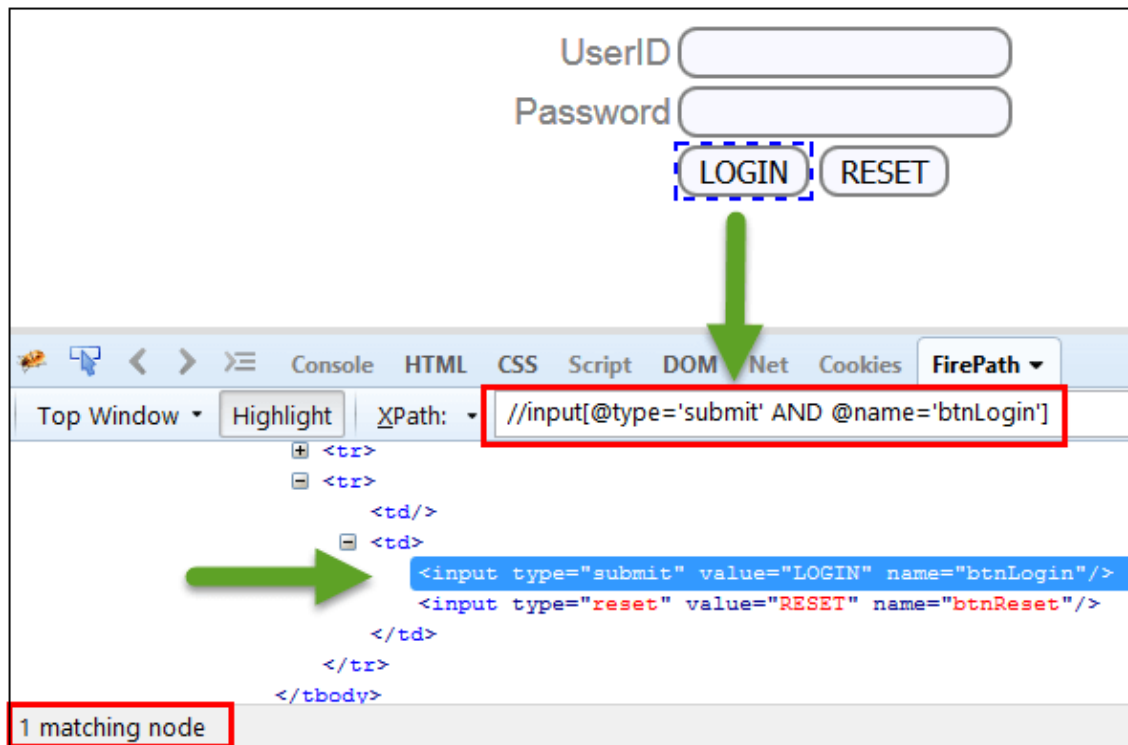 UserID
Password
LOGIN RESET
Console HTML CSS Script DOM Net Cookies FirePath
Top Window Highlight XPath: //input[@type='submit' AND @name='btnLogin']
<tr>
<tr>
<td/>
<td>
<input type="submit" value="LOGIN" name="btnLogin"/>
<input type="reset" value="RESET" name="btnReset"/>
</td>
</tr>
</tbody>
1 matching node